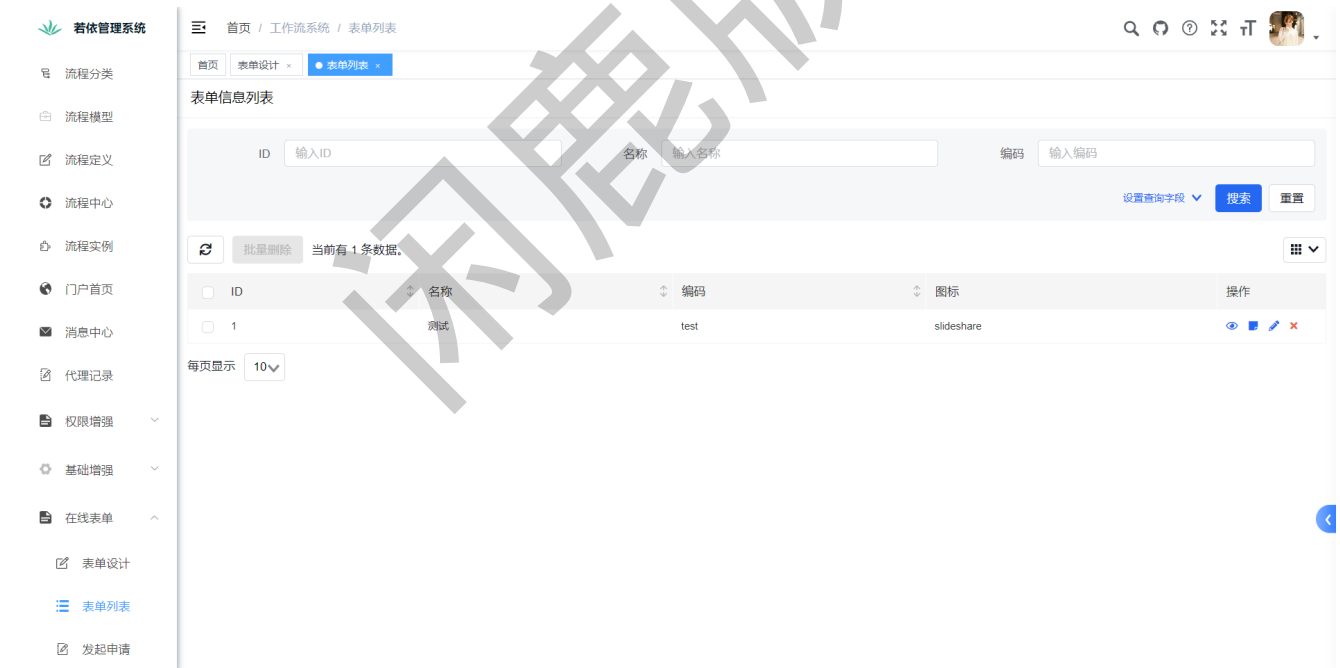 若依管理系统
流程分类
流程模型
流程定义
流程中心
流程实例
门户首页
消息中心
代理记录
权限增强
基础增强
在线表单
表单设计
表单列表
发起申请
首页 / 工作流系统 / 表单列表
首页 表单设计 × 表单列表 ×
表单信息列表
ID 输入ID 名称 输入名称 编码 输入编码
设置查询字段 搜索 重置
批量删除 当前有 1 条数据。
ID 名称 编码 图标 操作
1 测试 test slideshare
每页显示 10
闲鹿